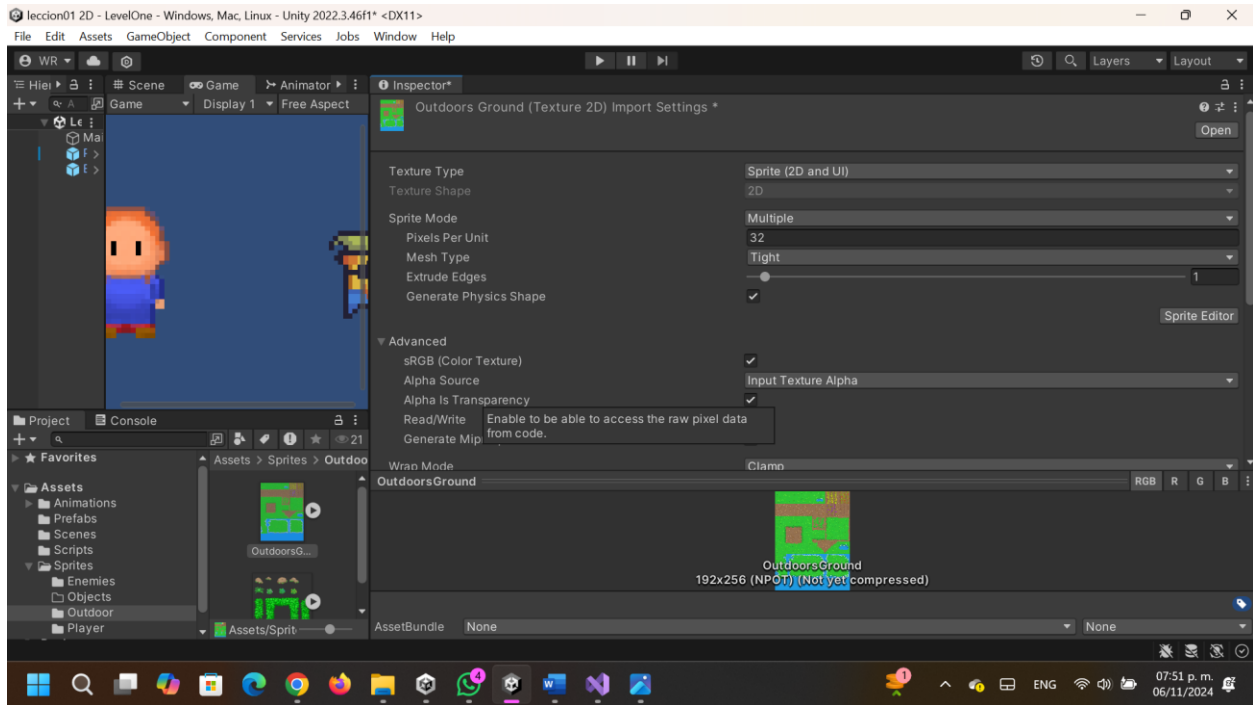 leccion01 2D - LevelOne - Windows, Mac, Linux - Unity 2022.3.46f1* <DX11>
File Edit Assets GameObject Component Services Jobs Window Help
WR
Layers Layout
Hier Scene Game Animator Inspector*
A Game Display 1 Free Aspect
Outdoors Ground (Texture 2D) Import Settings *
Open
Le
Mai
F
E
Texture Type Sprite (2D and UI)
Texture Shape 2D
Sprite Mode Multiple
Pixels Per Unit 32
Mesh Type Tight
Extrude Edges 1
Generate Physics Shape
Sprite Editor
Advanced
sRGB (Color Texture)
Alpha Source Input Texture Alpha
Alpha Is Transparency
Read/Write
Enable to be able to access the raw pixel data
from code.
Generate Mip
Wrap Mode Clamp
Project Console
21
Favorites
Assets > Sprites > Outdoo
Assets
Animations
Prefabs
Scenes
Scripts
Sprites
Enemies
Objects
Outdoor
Player
OutdoorsG...
Assets/Sprit
OutdoorsGround
RGB R G B
OutdoorsGround
192x256 (NPOT) (Not yet compressed)
AssetBundle None None
4
1
ENG
07:51 p. m.
06/11/2024